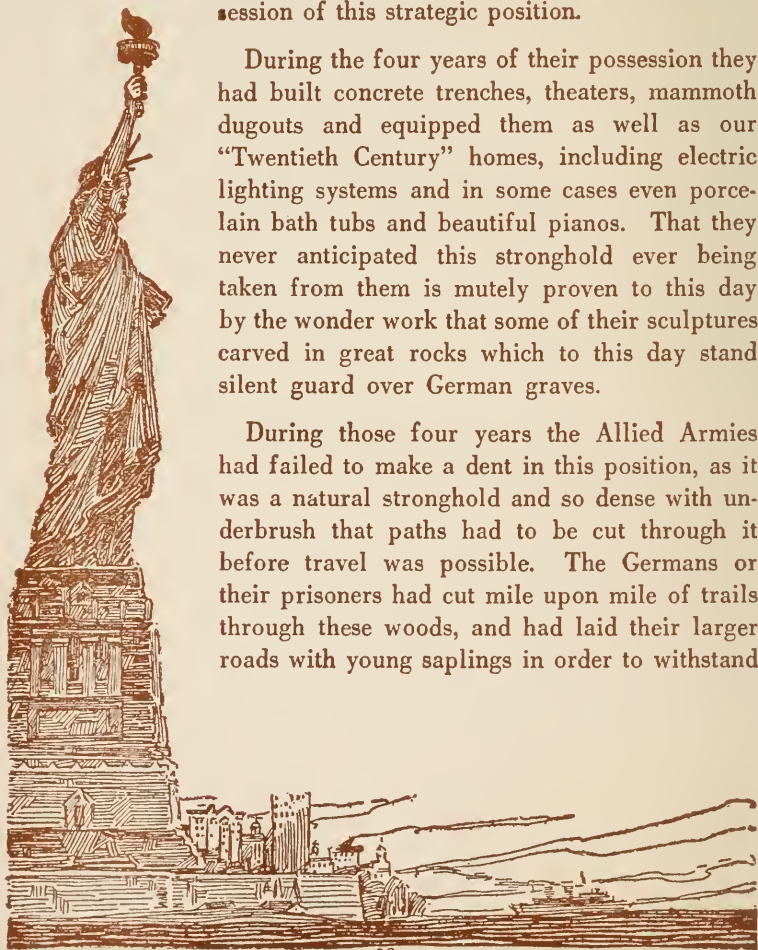 session of this strategic position.
During the four years of their possession they
had built concrete trenches, theaters, mammoth
dugouts and equipped them as well as our
“Twentieth Century” homes, including electric
lighting systems and in some cases even porce-
lain bath tubs and beautiful pianos. That they
never anticipated this stronghold ever being
taken from them is mutely proven to this day
by the wonder work that some of their sculptures
carved in great rocks which to this day stand
silent guard over German graves.
During those four years the Allied Armies
had failed to make a dent in this position, as it
was a natural stronghold and so dense with un-
derbrush that paths had to be cut through it
before travel was possible. The Germans or
their prisoners had cut mile upon mile of trails
through these woods, and had laid their larger
roads with young saplings in order to withstand